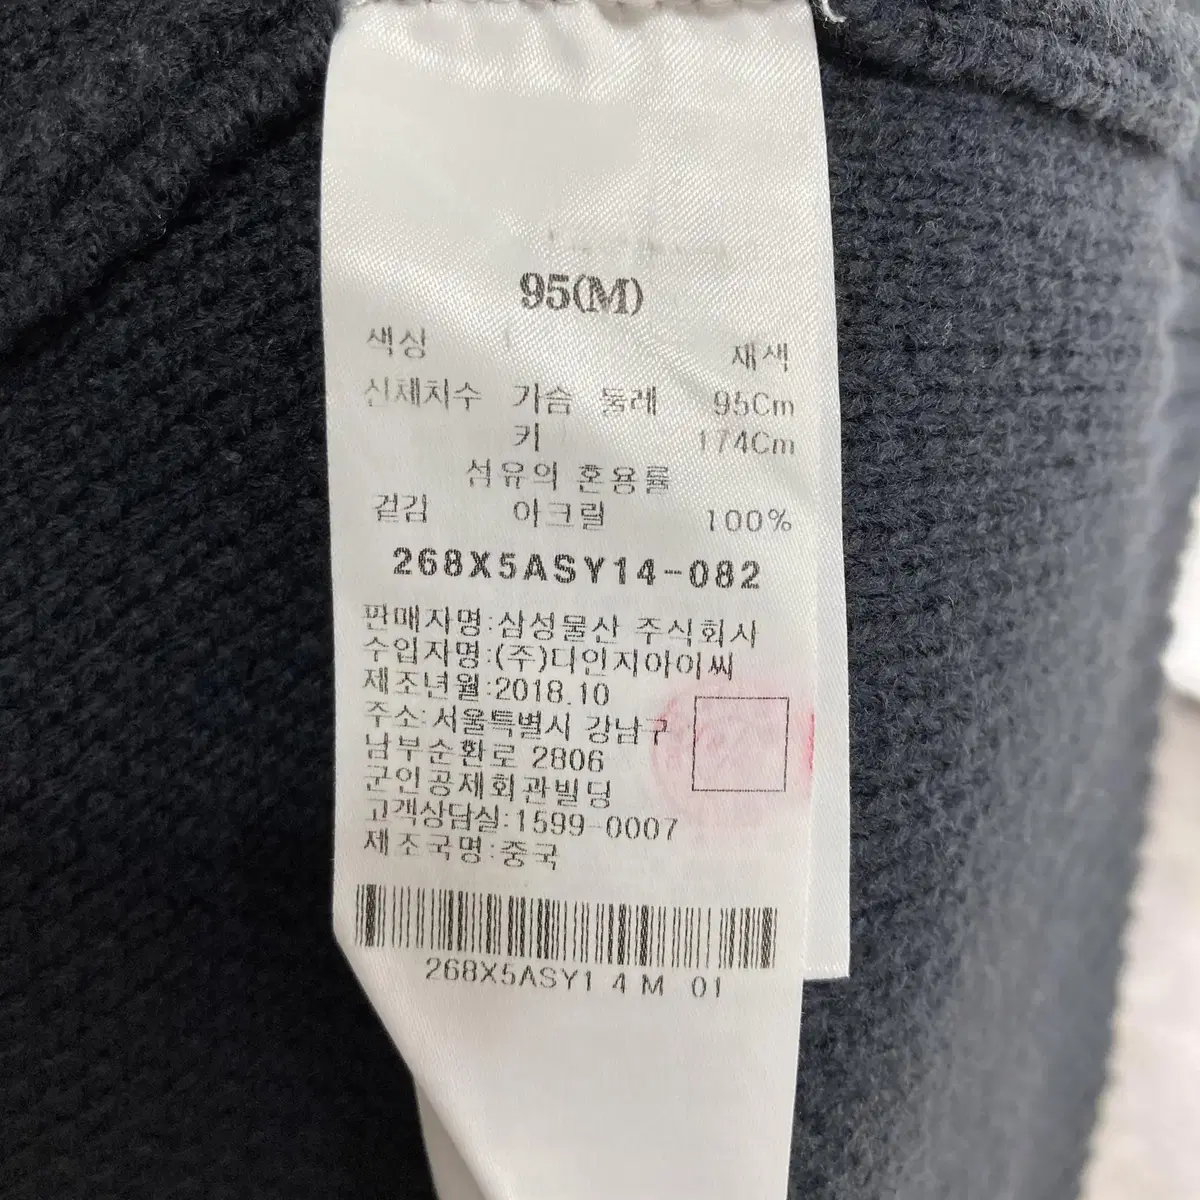 95(M)
색상 재색
신체치수 가슴 둘레 95Cm
키 174Cm
섬유의 혼용률
겉감 아크릴 100%
268X5ASY14-082
판매자명:삼성물산 주식회사
수입자명:(주)디인지아이씨
제조년월:2018.10
주소:서울특별시 강남구
남부순환로 2806
군인공제회관빌딩
고객상담실:1599-0007
제조국명:중국
268X5ASY1 4 M 01